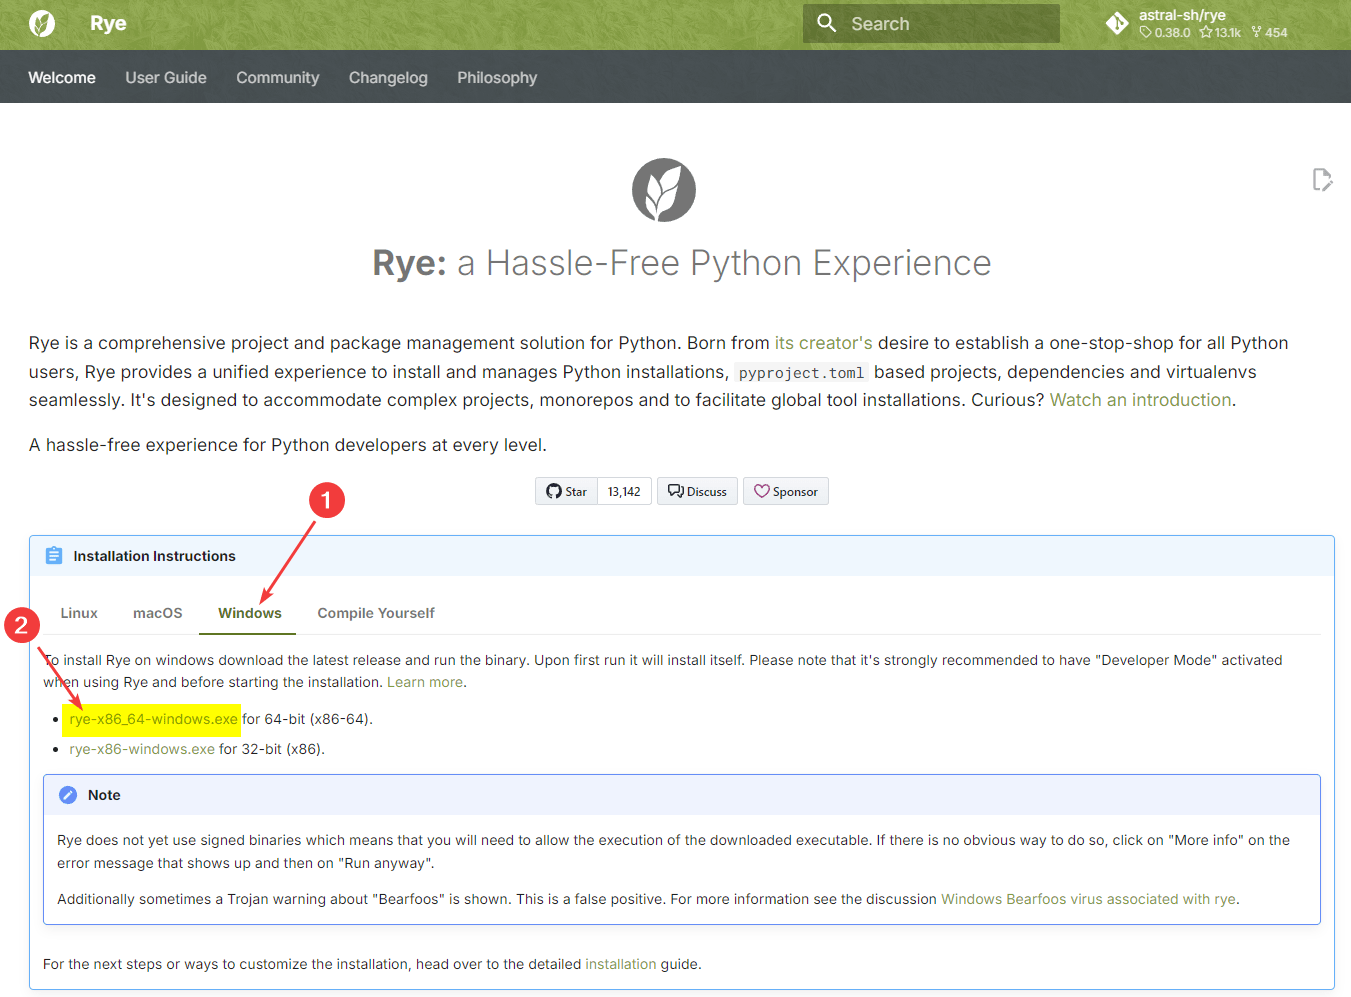 Rye
Search
astral-sh/rye
0.38.0 13.1k 454
Welcome User Guide Community Changelog Philosophy
Rye: a Hassle-Free Python Experience
Rye is a comprehensive project and package management solution for Python. Born from its creator's desire to establish a one-stop-shop for all Python
users, Rye provides a unified experience to install and manages Python installations, pyproject.toml based projects, dependencies and virtualenvs
seamlessly. It's designed to accommodate complex projects, monorepos and to facilitate global tool installations. Curious? Watch an introduction.
A hassle-free experience for Python developers at every level.
Star 13,142 Discuss Sponsor
1
Installation Instructions
Linux macOS Windows Compile Yourself
2
To install Rye on windows download the latest release and run the binary. Upon first run it will install itself. Please note that it's strongly recommended to have "Developer Mode" activated
when using Rye and before starting the installation. Learn more.
• rye-x86_64-windows.exe for 64-bit (x86-64).
• rye-x86-windows.exe for 32-bit (x86).
Note
Rye does not yet use signed binaries which means that you will need to allow the execution of the downloaded executable. If there is no obvious way to do so, click on "More info" on the
error message that shows up and then on "Run anyway".
Additionally sometimes a Trojan warning about "Bearfoos" is shown. This is a false positive. For more information see the discussion Windows Bearfoos virus associated with rye.
For the next steps or ways to customize the installation, head over to the detailed installation guide.